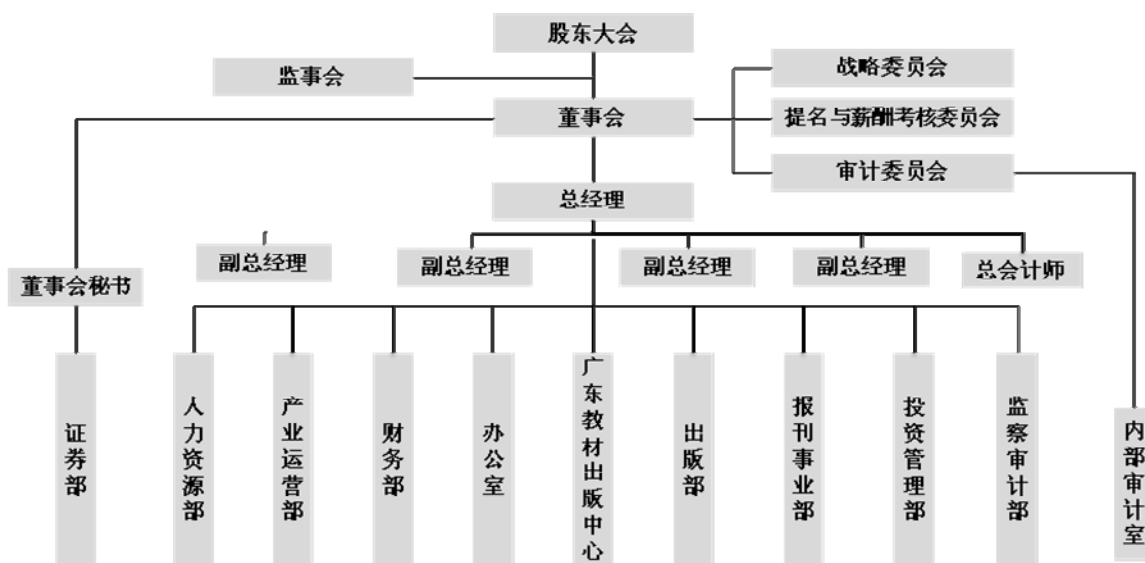 股东大会
监事会
战略委员会
董事会
提名与薪酬考核委员会
审计委员会
总经理
副总经理
副总经理
副总经理
副总经理
总会计师
董事会秘书
证券部
人力资源部
产业运营部
财务部
办公室
广东教材出版中心
出版部
报刊事业部
投资管理部
监察审计部
内部审计室